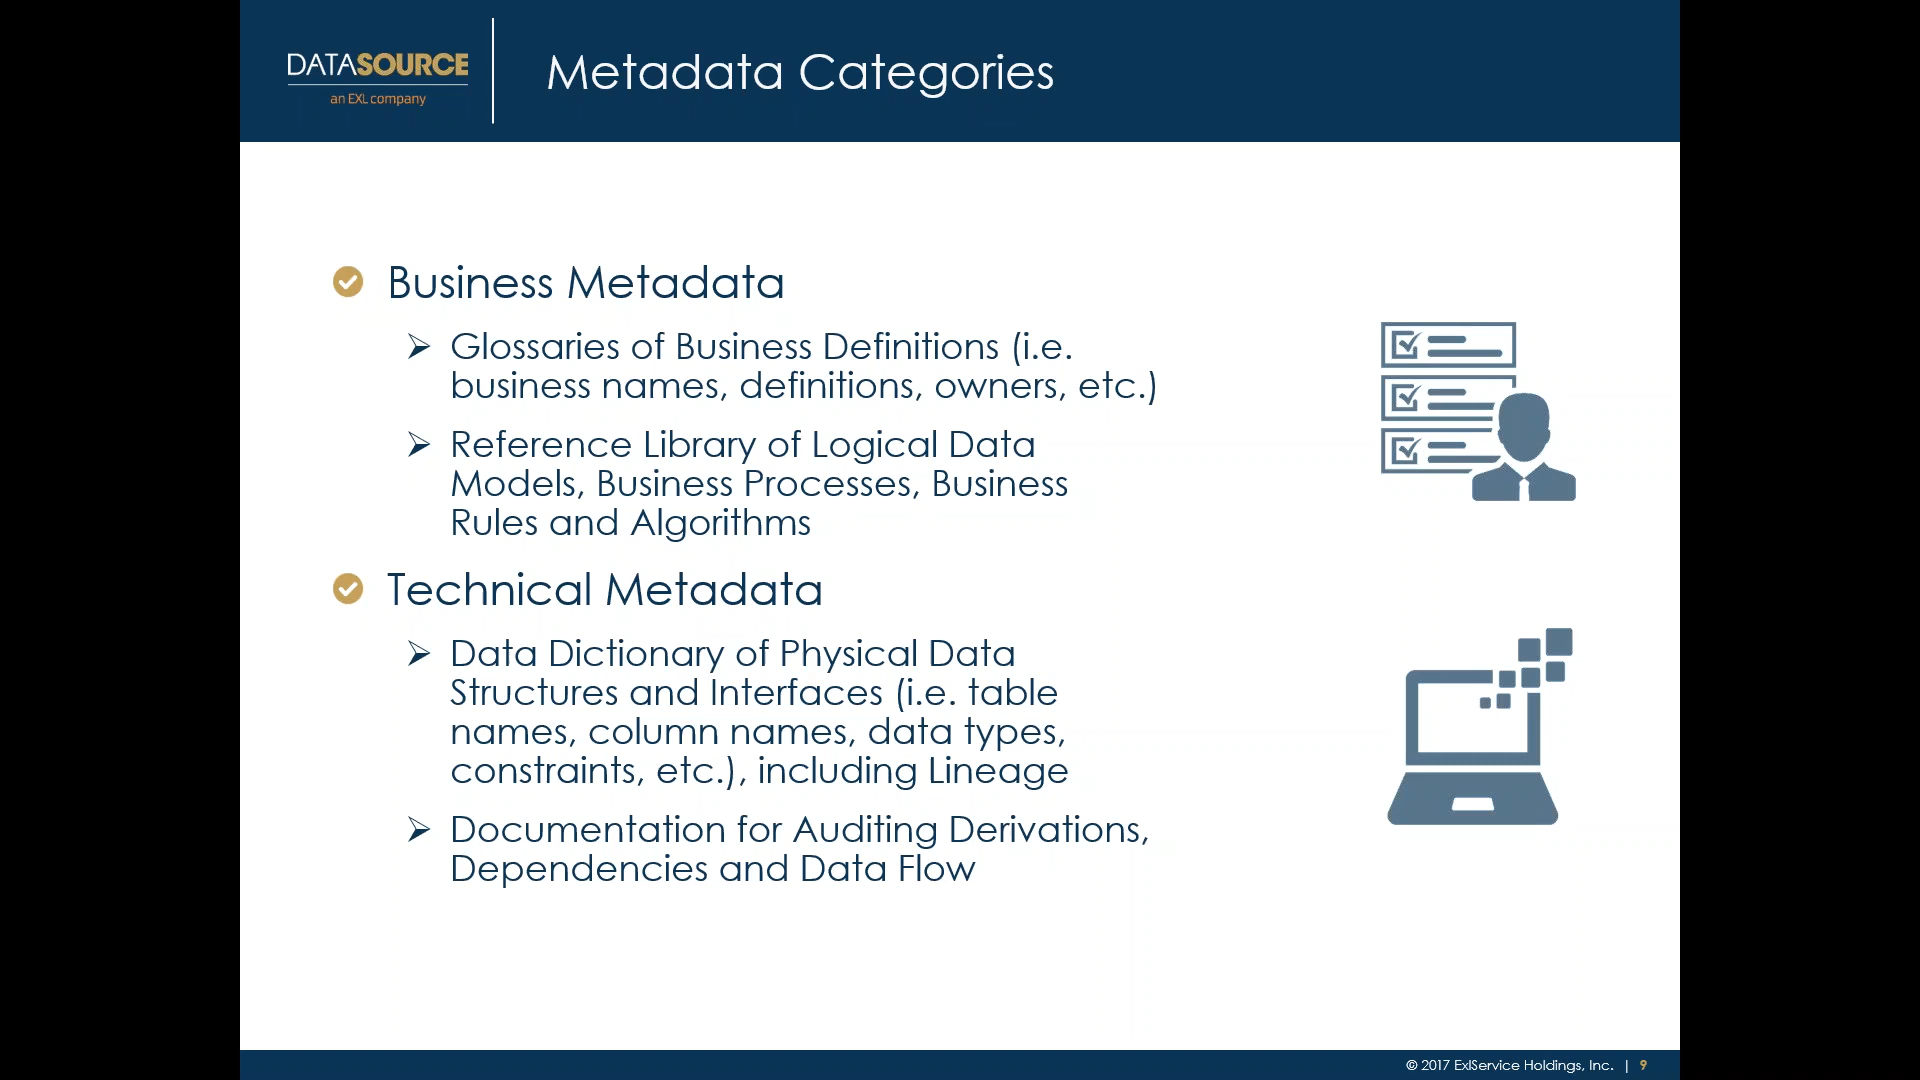 DATASOURCE
an EXL company
Metadata Categories
Business Metadata
Glossaries of Business Definitions (i.e.
business names, definitions, owners, etc.)
Reference Library of Logical Data
Models, Business Processes, Business
Rules and Algorithms
Technical Metadata
Data Dictionary of Physical Data
Structures and Interfaces (i.e. table
names, column names, data types,
constraints, etc.), including Lineage
Documentation for Auditing Derivations,
Dependencies and Data Flow
© 2017 ExlService Holdings, Inc. | 9